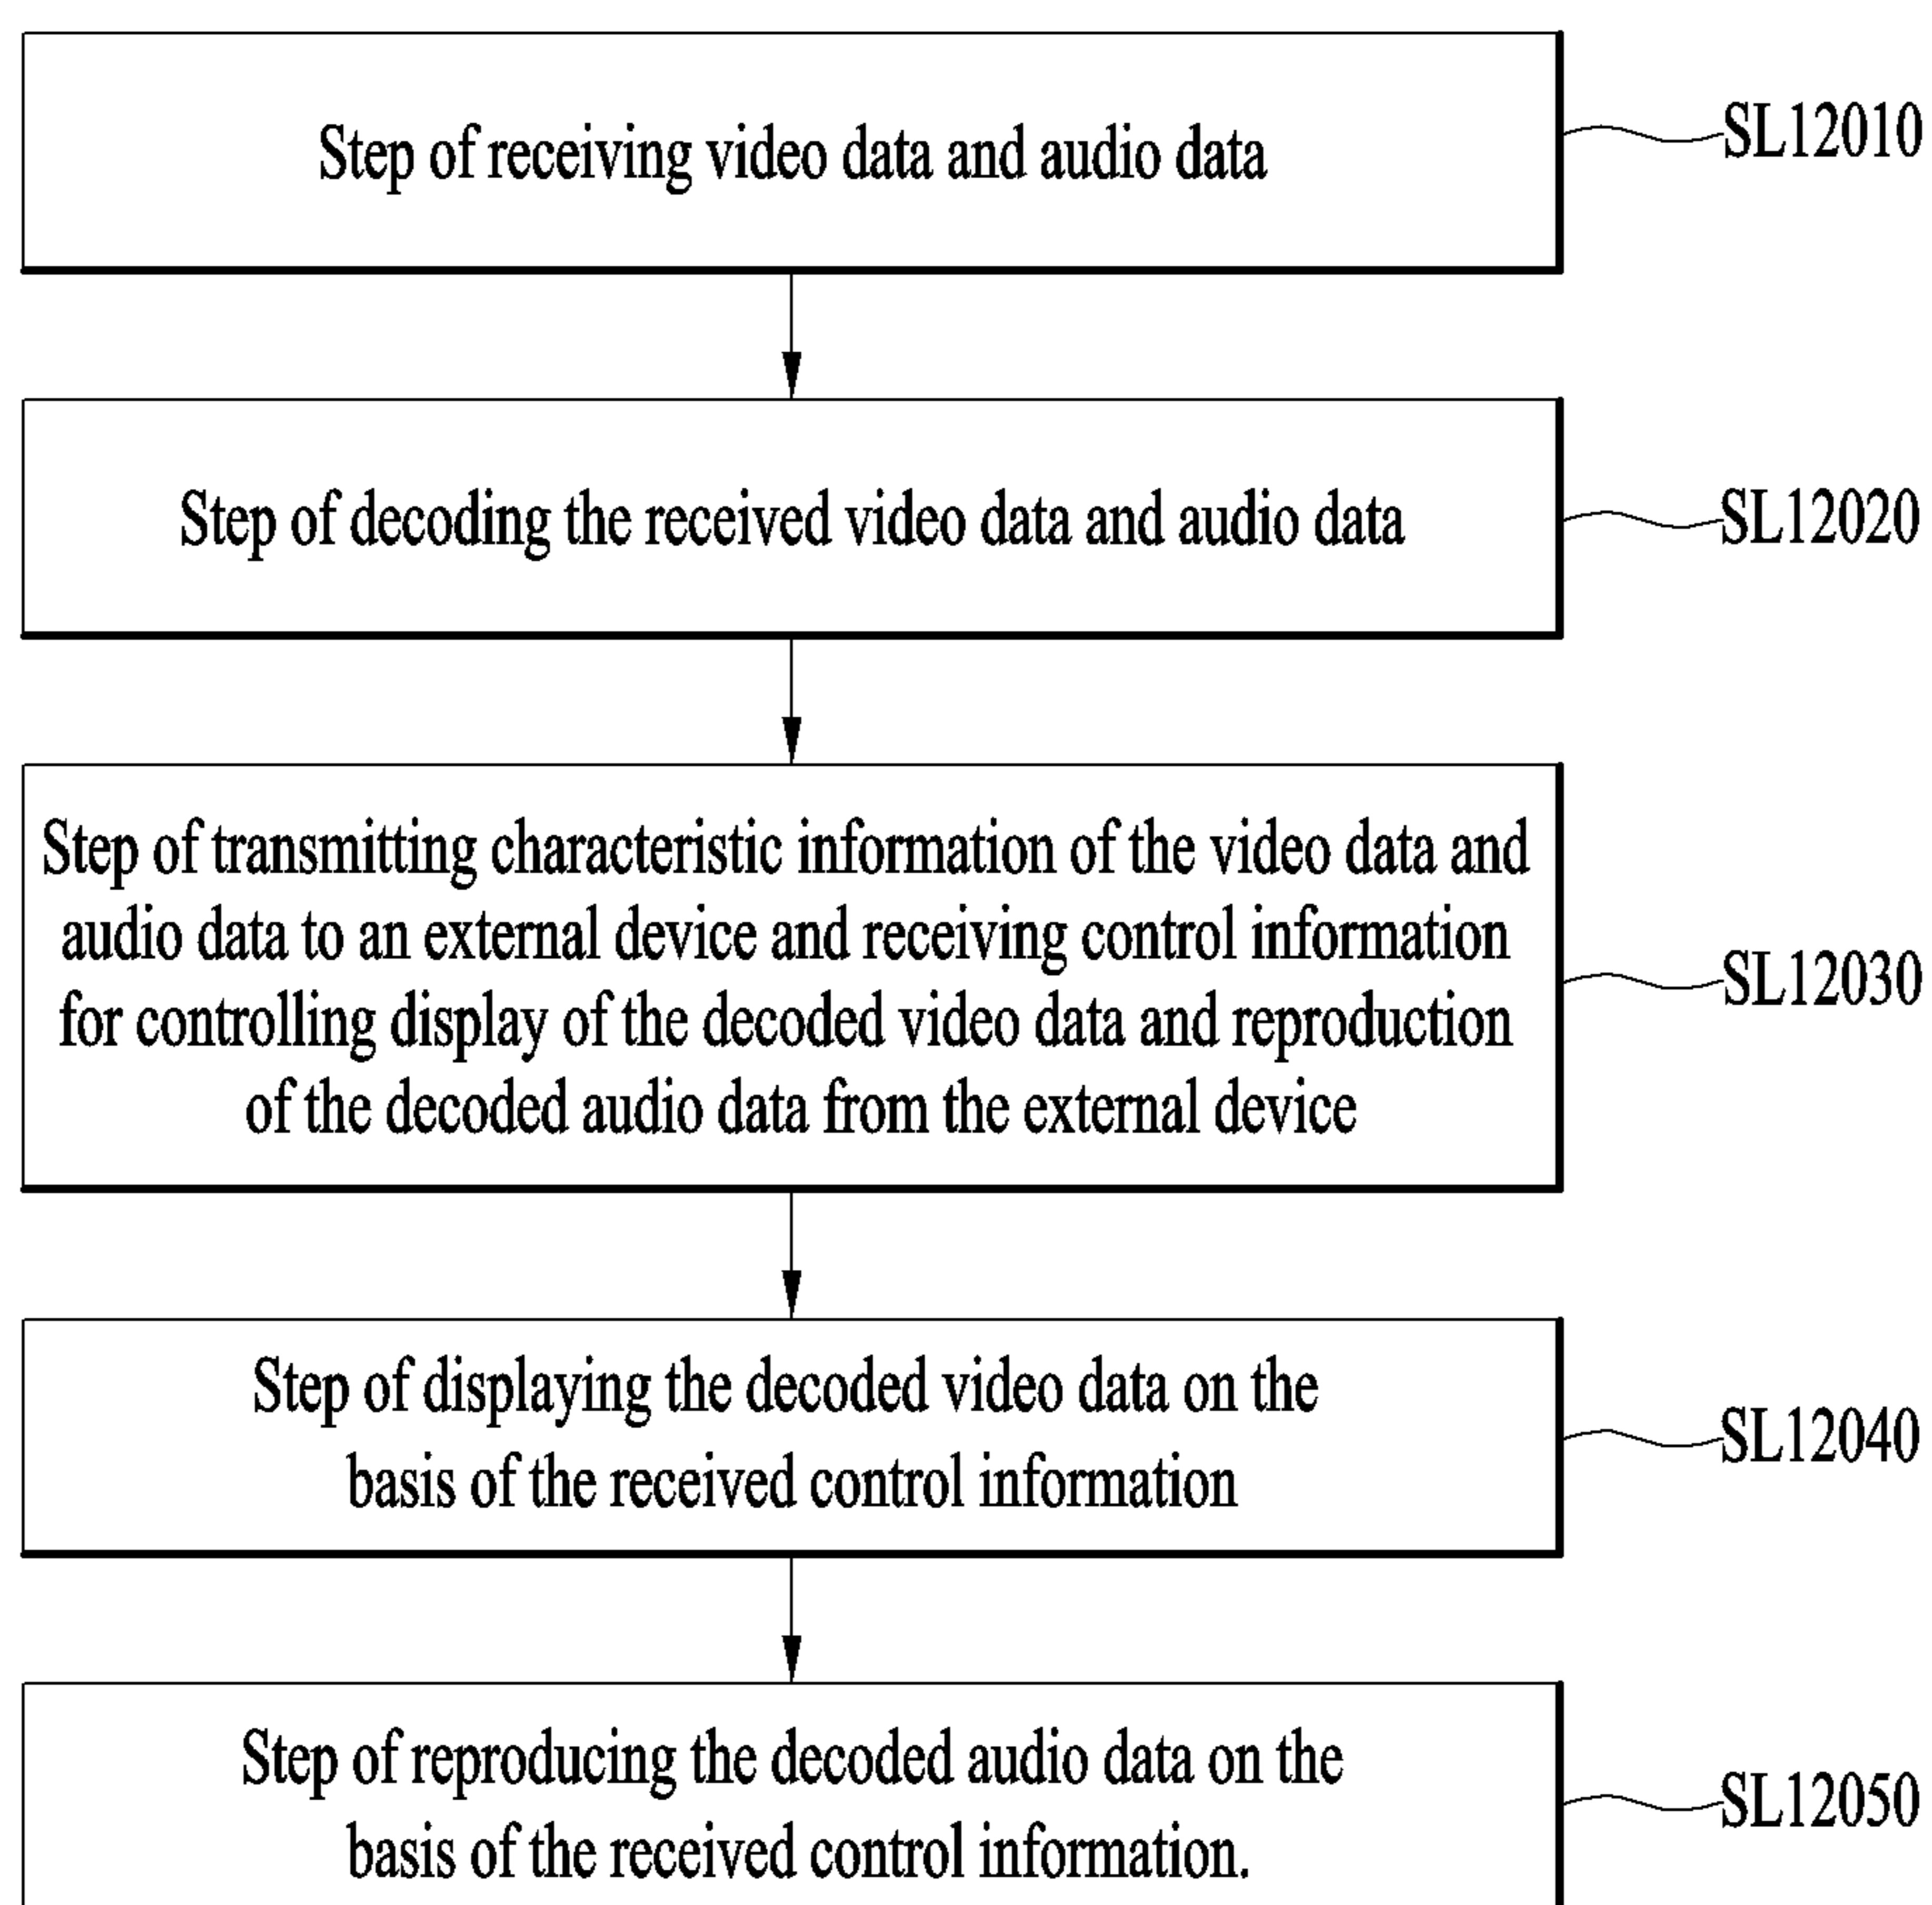 Step of receiving video data and audio data
SL12010
Step of decoding the received video data and audio data
SL12020
Step of transmitting characteristic information of the video data and
audio data to an external device and receiving control information
for controlling display of the decoded video data and reproduction
of the decoded audio data from the external device
SL12030
Step of displaying the decoded video data on the
basis of the received control information
SL12040
Step of reproducing the decoded audio data on the
basis of the received control information.
SL12050